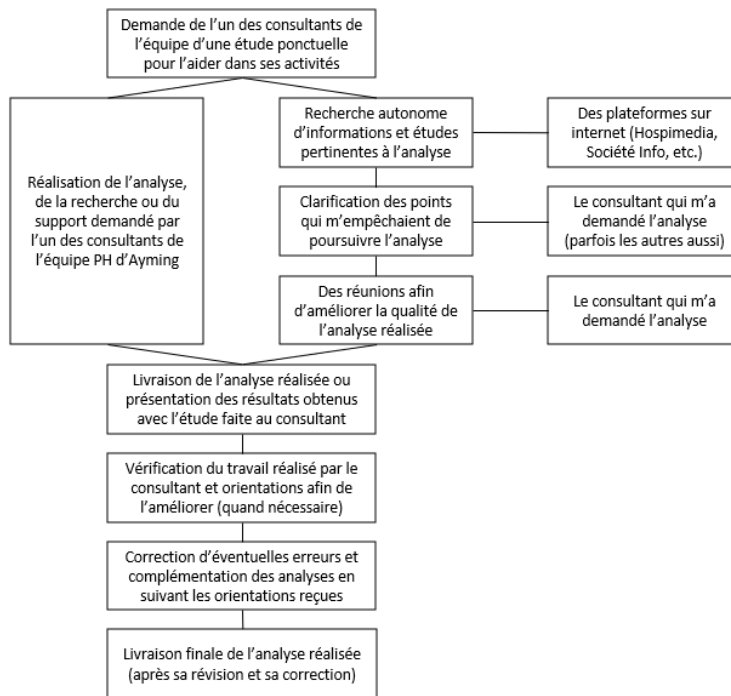 Demande de l'un des consultants de
l'équipe d'une étude ponctuelle
pour l'aider dans ses activités
Réalisation de l'analyse,
de la recherche ou du
support demandé par
l'un des consultants de
l'équipe PH d'Ayming
Recherche autonome
d'informations et études
pertinentes à l'analyse
Des plateformes sur
internet (Hospimedia,
Société Info, etc.)
Clarification des points
qui m'empêchaient de
poursuivre l'analyse
Le consultant qui m'a
demandé l'analyse
(parfois les autres aussi)
Des réunions afin
d'améliorer la qualité de
l'analyse réalisée
Le consultant qui m'a
demandé l'analyse
Livraison de l'analyse réalisée ou
présentation des résultats obtenus
avec l'étude faite au consultant
Vérification du travail réalisé par le
consultant et orientations afin de
l'améliorer (quand nécessaire)
Correction d'éventuelles erreurs et
complémentation des analyses en
suivant les orientations reçues
Livraison finale de l'analyse réalisée
(après sa révision et sa correction)